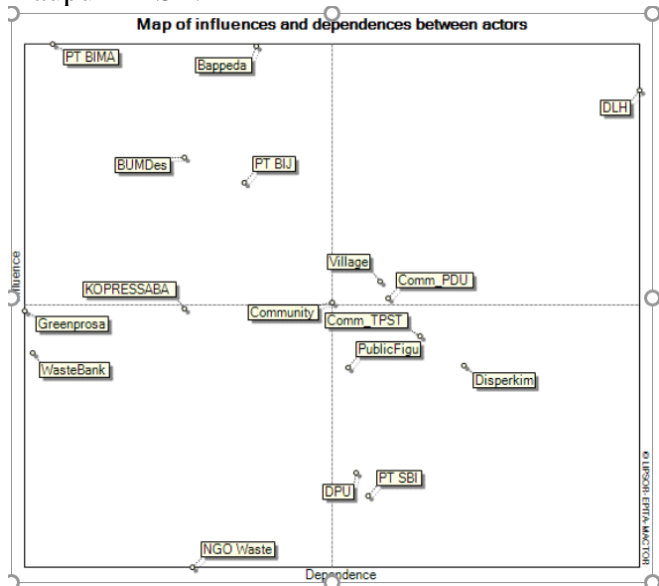 Map of influences and dependences between actors
PT BIMA
Bappeda
DLH
BUMDes
PT BIJ
Village
Comm_PDU
KOPRESSABA
Community
Comm_TPST
Greenprosa
PublicFigu
WasteBank
Disperkim
DPU
PT SBI
NGO Waste
Dependence
© LIPSOR-EPITA-MACTOR